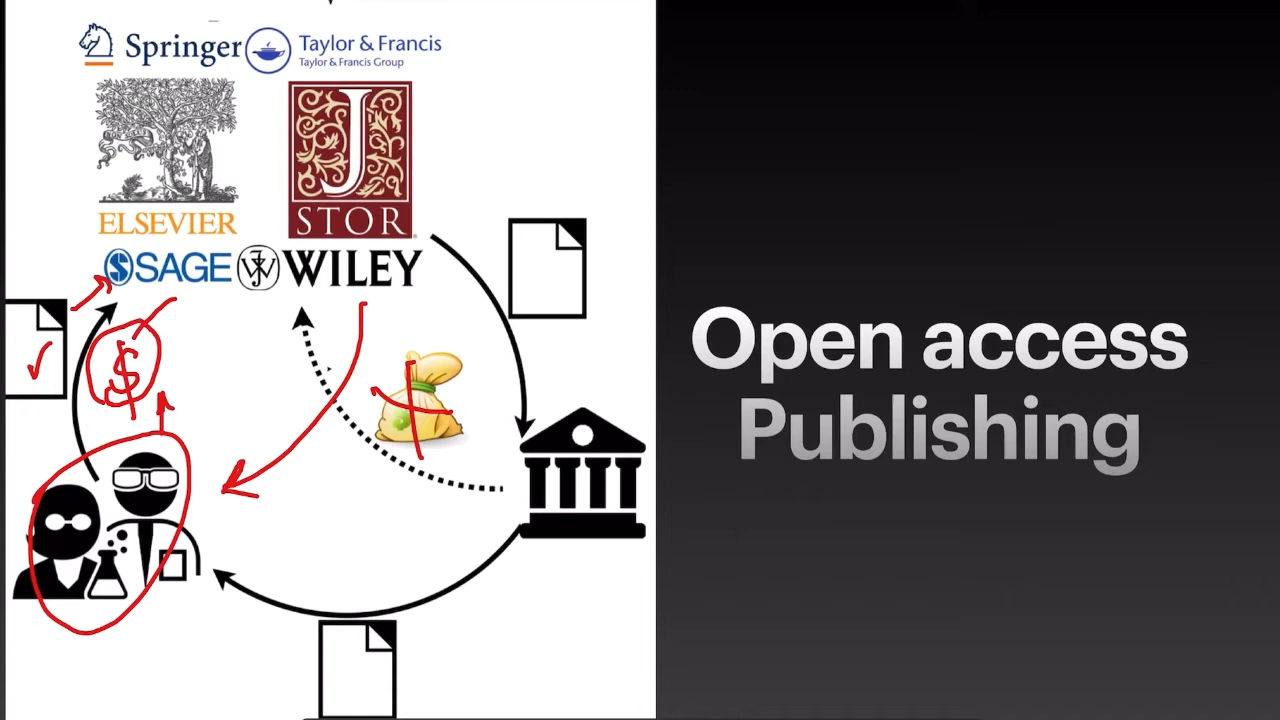 Springer
Taylor & Francis
Taylor & Francis Group
ELSEVIER
J
STOR
SAGE
WILEY
$
Open access
Publishing